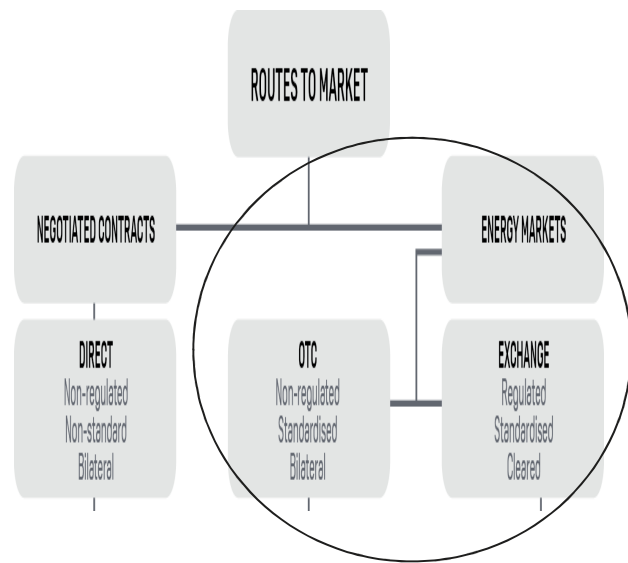 ROUTES TO MARKET
NEGOTIATED CONTRACTS
ENERGY MARKETS
DIRECT
Non-regulated
Non-standard
Bilateral
OTC
Non-regulated
Standardised
Bilateral
EXCHANGE
Regulated
Standardised
Cleared